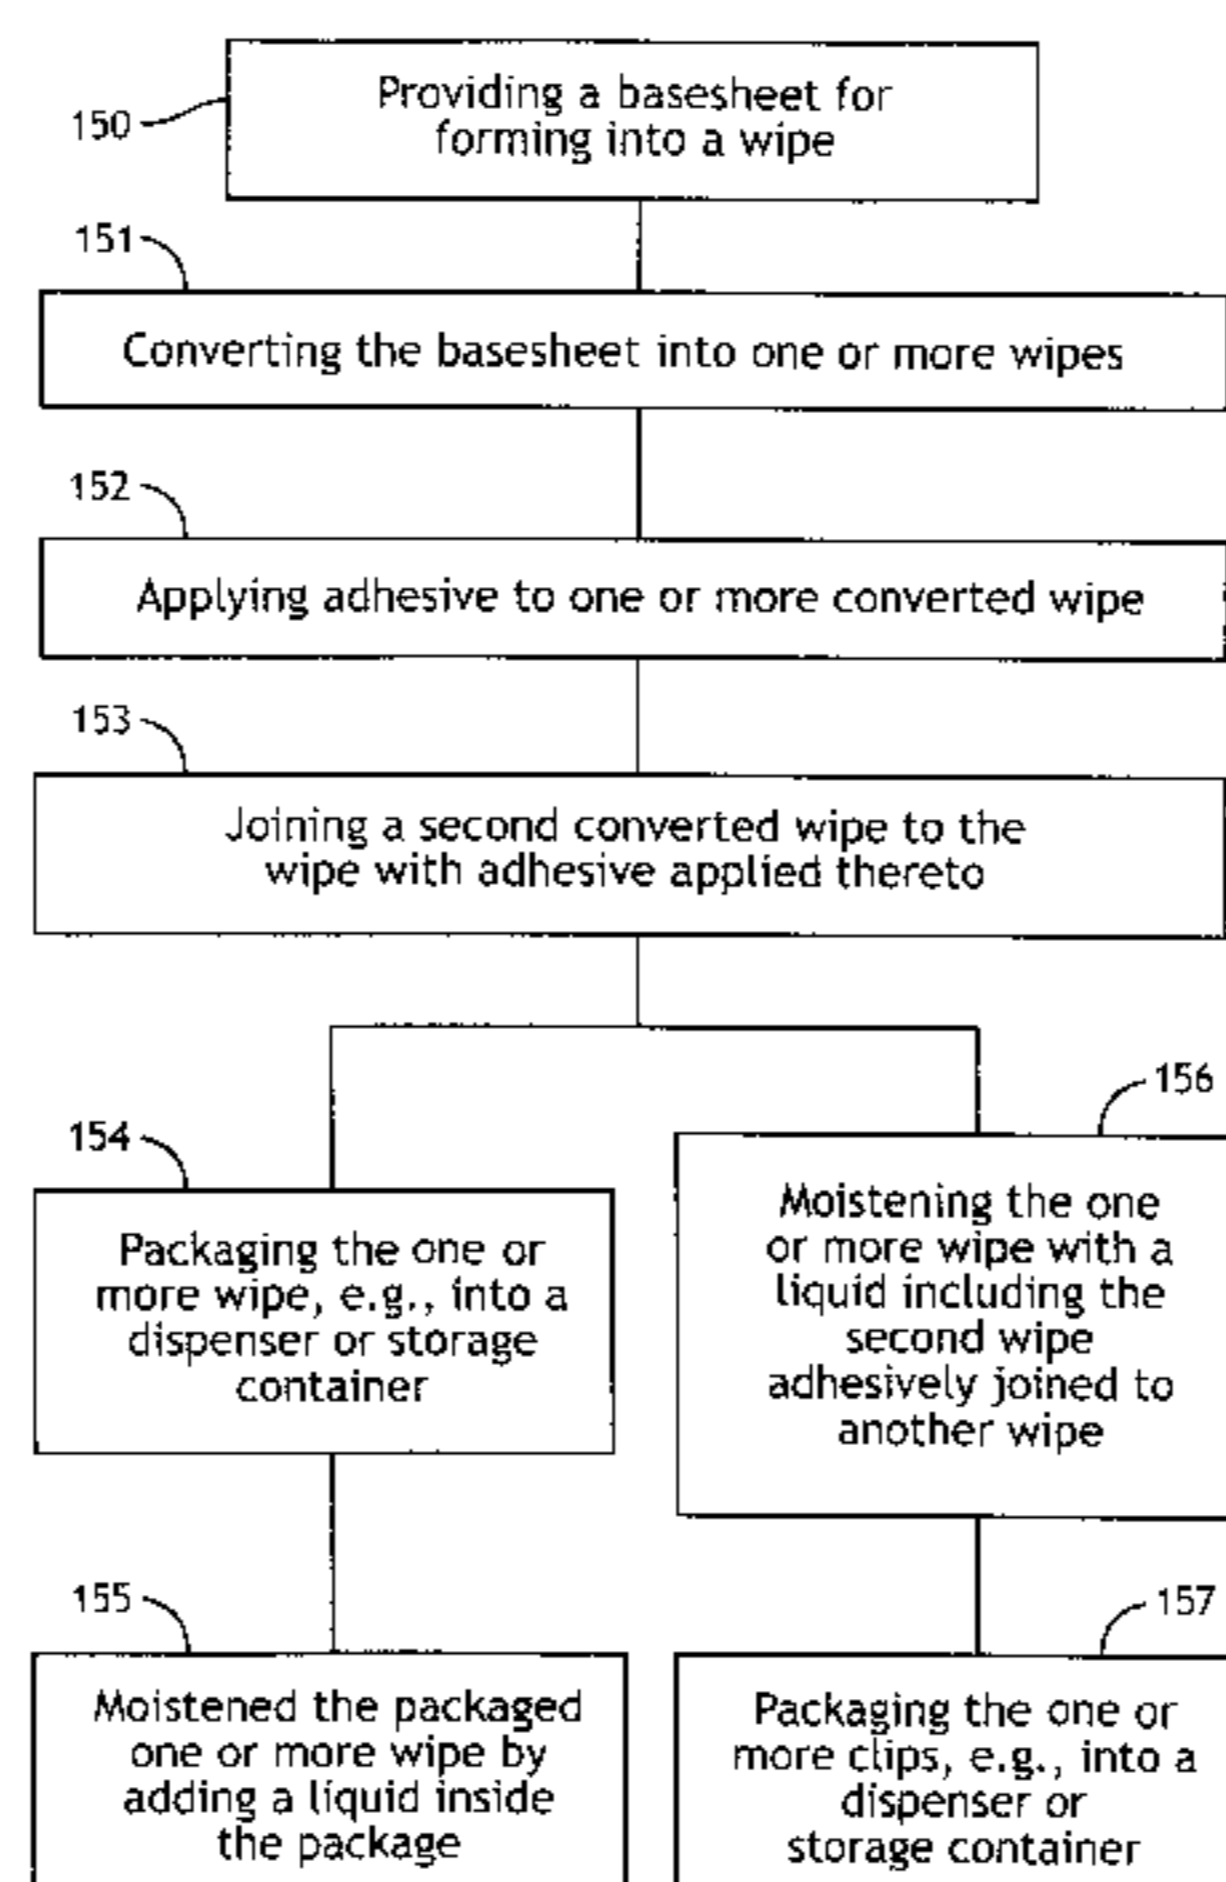 150
Providing a basesheet for
forming into a wipe
151
Converting the basesheet into one or more wipes
152
Applying adhesive to one or more converted wipe
153
Joining a second converted wipe to the
wipe with adhesive applied thereto
154
Packaging the one or
more wipe, e.g., into a
dispenser or storage
container
155
Moistened the packaged
one or more wipe by
adding a liquid inside
the package
156
Moistening the one
or more wipe with a
liquid including the
second wipe
adhesively joined to
another wipe
157
Packaging the one or
more clips, e.g., into a
dispenser or
storage container